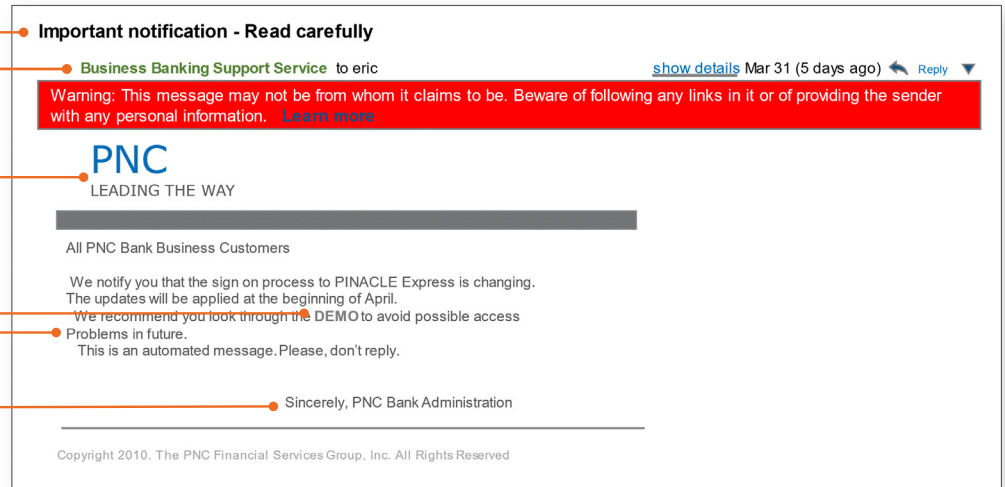 Important notification - Read carefully
Business Banking Support Service to eric show details Mar 31 (5 days ago) Reply
Warning: This message may not be from whom it claims to be. Beware of following any links in it or of providing the sender
with any personal information. Learn more
PNC
LEADING THE WAY
All PNC Bank Business Customers
We notify you that the sign on process to PINACLE Express is changing.
The updates will be applied at the beginning of April.
We recommend you look through the DEMO to avoid possible access
Problems in future.
This is an automated message. Please, don't reply.
Sincerely, PNC Bank Administration
Copyright 2010. The PNC Financial Services Group, Inc. All Rights Reserved